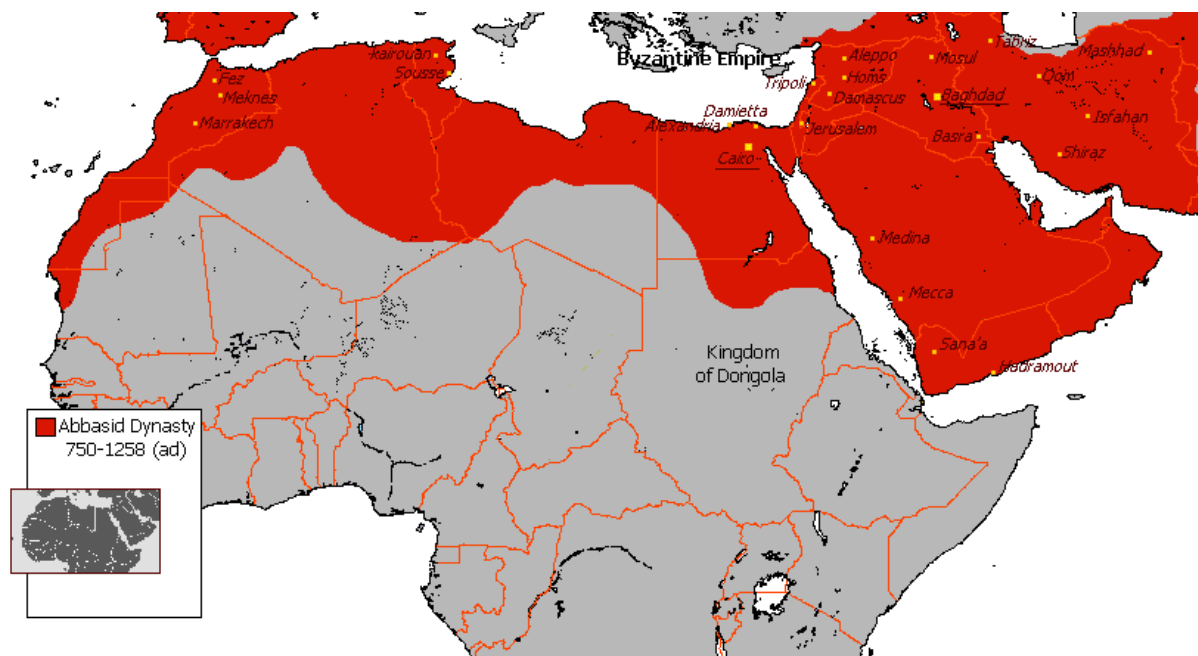 kairouan
Sousse
Fez
Meknes
Marrakech
Byzantine Empire
Tripoli
Aleppo
Homs
Damascus
Mosul
Tabriz
Mashhad
Qom
Baghdad
Isfahan
Damietta
Alexandria
Jerusalem
Basra
Cairo
Shiraz
Medina
Mecca
Sana'a
Hadramout
Kingdom
of Dongola
Abbasid Dynasty
750-1258 (ad)